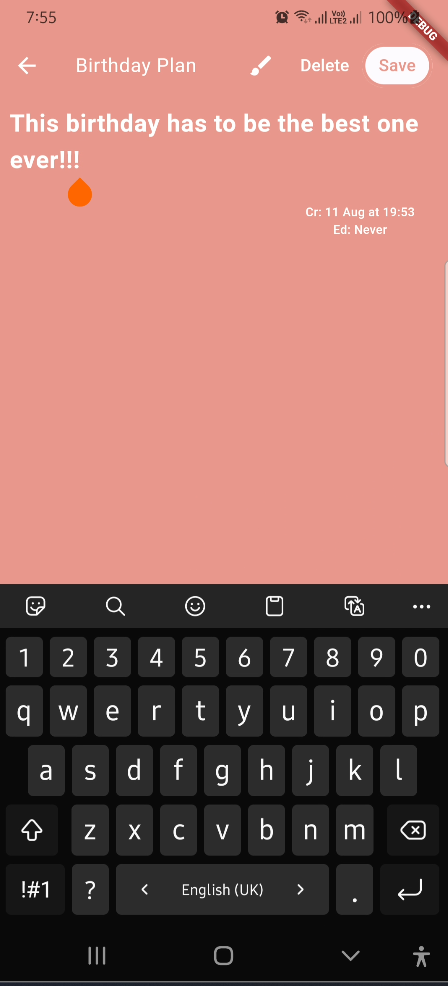 7:55
Vo)) LTE2 100%
DEBUG
Birthday Plan
Delete
Save
This birthday has to be the best one
ever!!!
Cr: 11 Aug at 19:53
Ed: Never
1 2 3 4 5 6 7 8 9 0
q w e r t y u i o p
a s d f g h j k l
z x c v b n m
!#1 ? < English (UK) > .